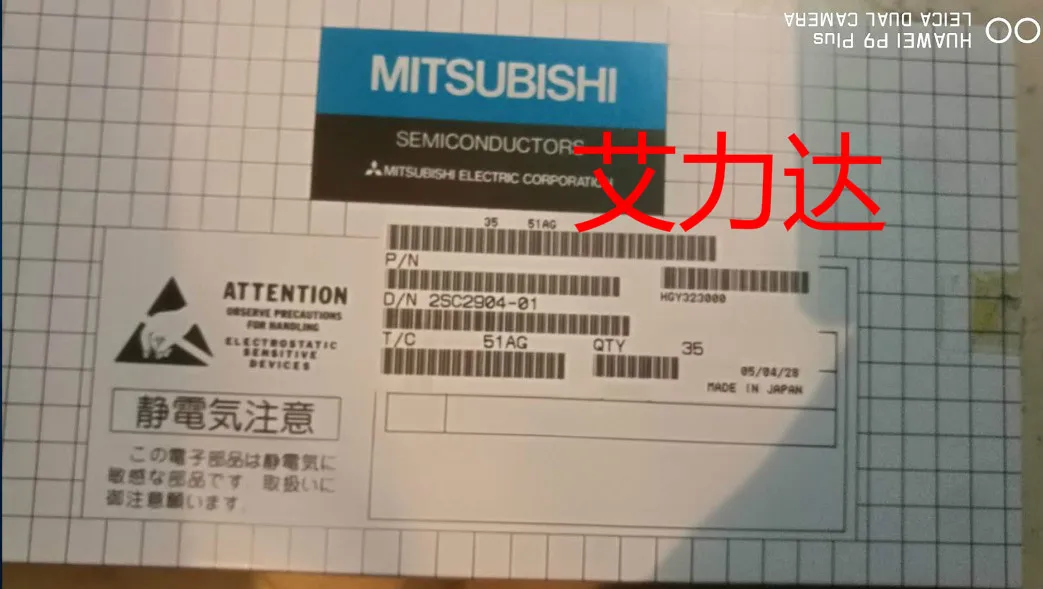 HUAWEI P9 Plus
LEICA DUAL CAMERA
MITSUBISHI
SEMICONDUCTORS
MITSUBISHI ELECTRIC CORPORATION
艾力达
35 51AG
P/N
HGY323000
D/N 2SC2904-01
T/C 51AG QTY 35
05/04/28
MADE IN JAPAN
ATTENTION
OBSERVE PRECAUTIONS
FOR HANDLING
ELECTROSTATIC
SENSITIVE
DEVICES
静電気注意
この電子部品は静電気に
敏感な部品です. 取扱いに
御注意願います.